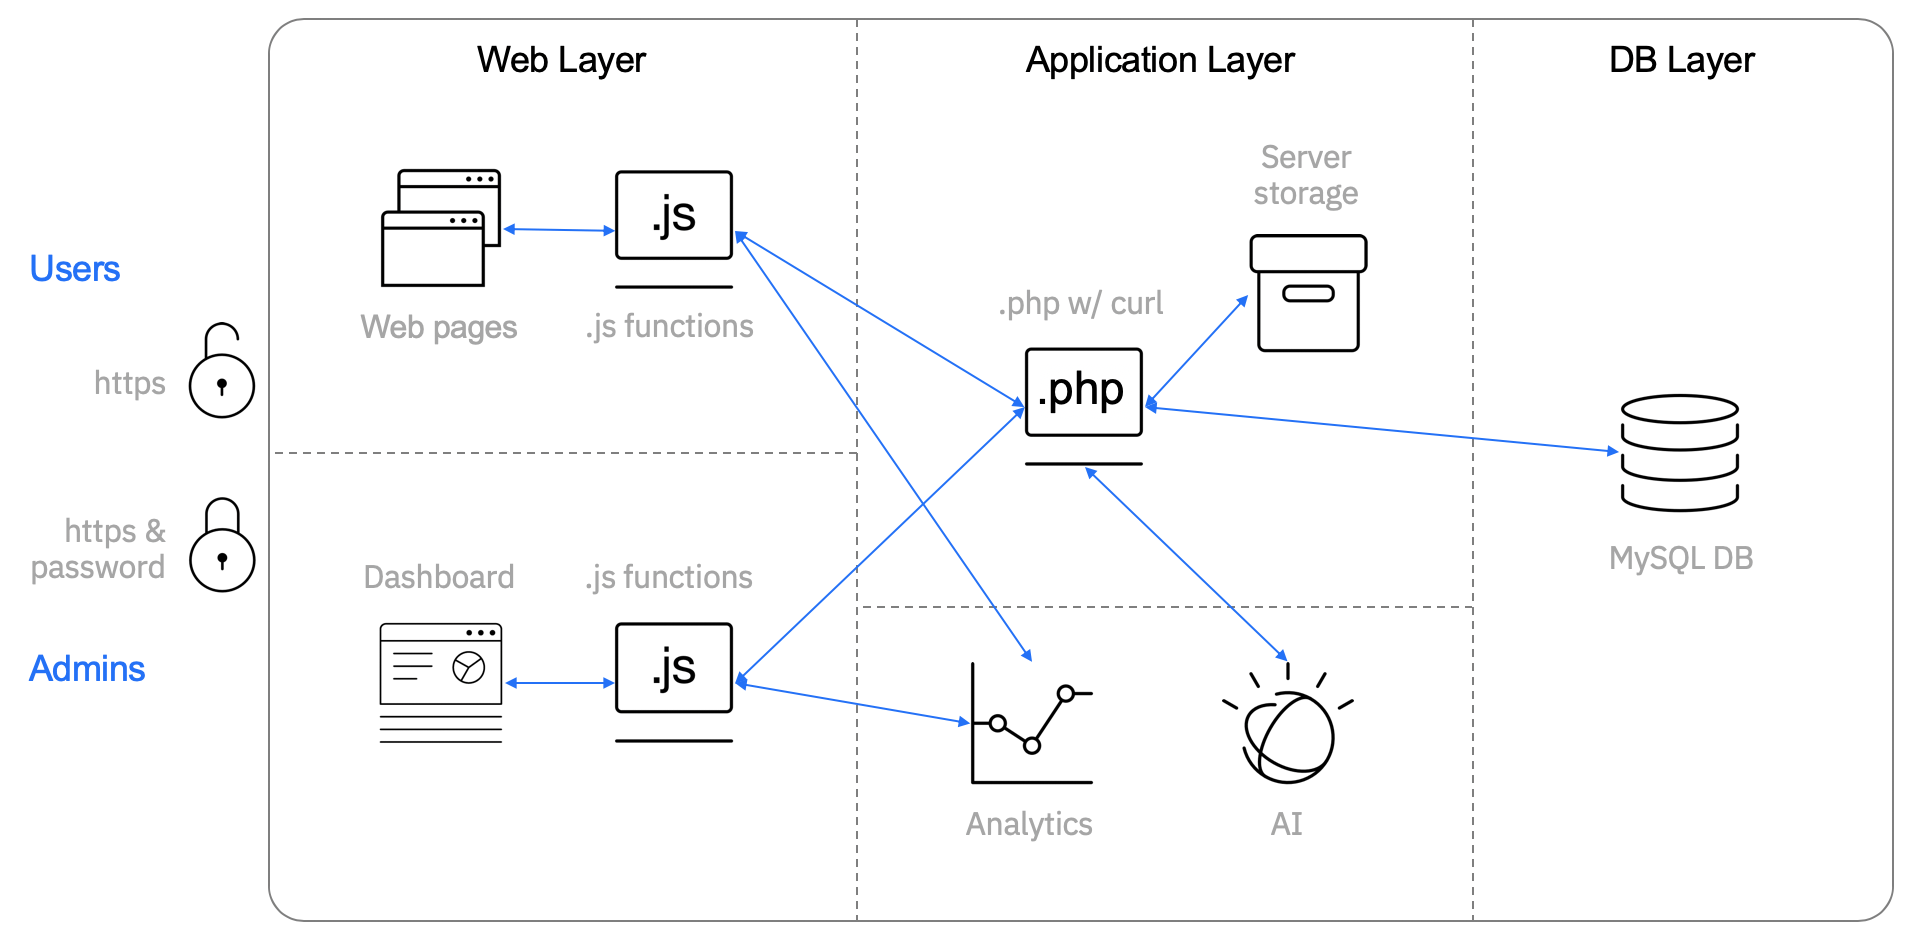 Web Layer
Application Layer
DB Layer
Server
storage
.js
Users
.php w/ curl
Web pages
.js functions
https
.php
https &
password
MySQL DB
Dashboard
.js functions
Admins
.js
Analytics
AI